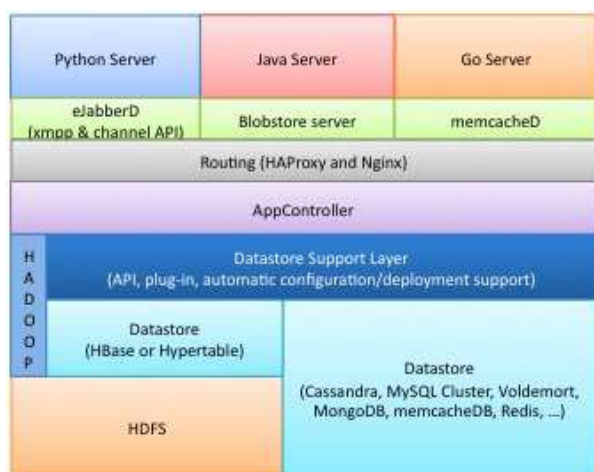 Python Server
Java Server
Go Server
eJabberD
(xmpp & channel API)
Blobstore server
memcacheD
Routing (HAProxy and Nginx)
AppController
HADOOP
Datastore Support Layer
(API, plug-in, automatic configuration/deployment support)
Datastore
(HBase or Hypertable)
Datastore
(Cassandra, MySQL Cluster, Voldemort,
MongoDB, memcacheDB, Redis, ...)
HDFS